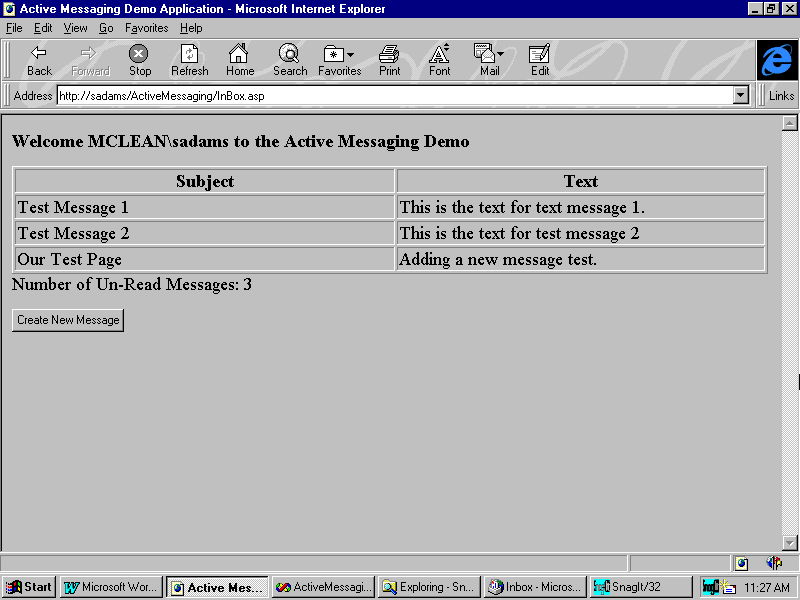 Active Messaging Demo Application - Microsoft Internet Explorer
File Edit View Go Favorites Help
Back Forward Stop Refresh Home Search Favorites Print Font Mail Edit
Address http://sadams/ActiveMessaging/InBox.asp Links
Welcome MCLEAN\sadams to the Active Messaging Demo
Subject Text
Test Message 1 This is the text for text message 1.
Test Message 2 This is the text for test message 2
Our Test Page Adding a new message test.
Number of Un-Read Messages: 3
Create New Message
Start Microsoft Wor... Active Mes... ActiveMessagi... Exploring - Sn... Inbox - Micros... SnagIt/32 11:27 AM